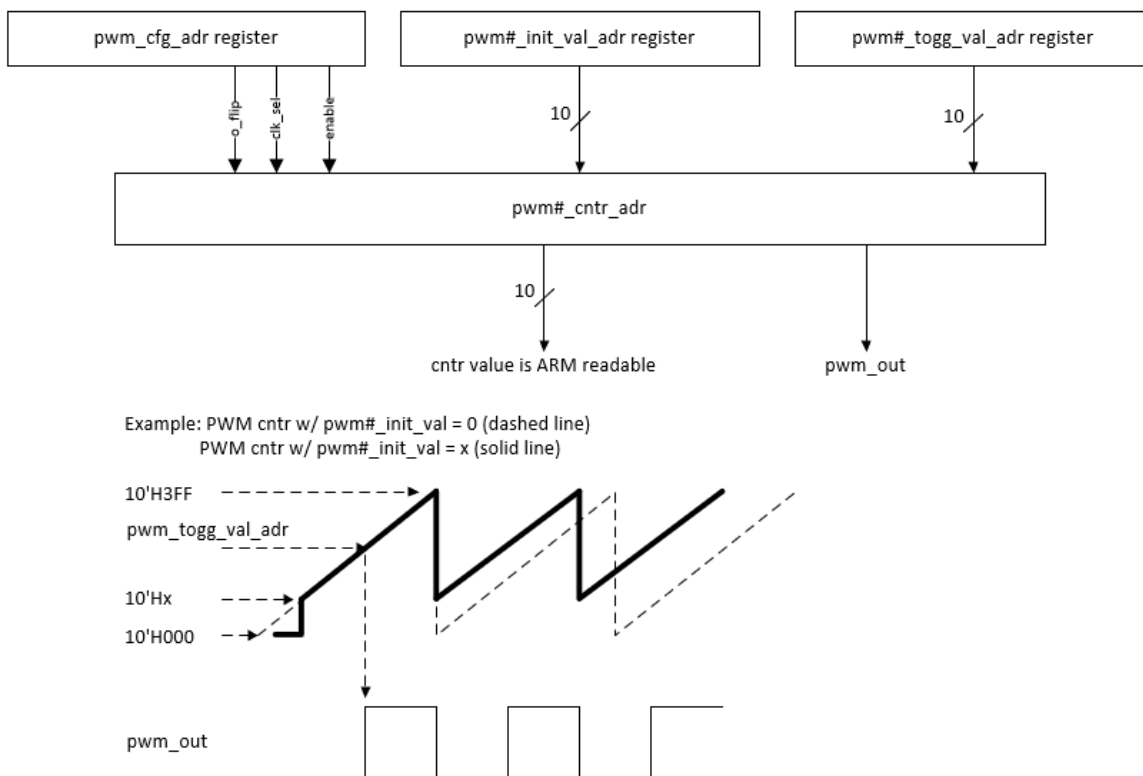 pwm_cfg_adr register
pwm#_init_val_adr register
pwm#_togg_val_adr register
o_flip
clk_sel
enable
10
10
pwm#_cntr_adr
10
cntr value is ARM readable
pwm_out
Example: PWM cntr w/ pwm#_init_val = 0 (dashed line)
PWM cntr w/ pwm#_init_val = x (solid line)
10'H3FF
pwm_togg_val_adr
10'Hx
10'H000
pwm_out